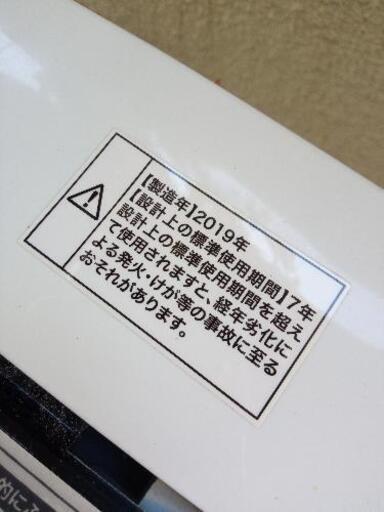 【製造年】2019年
【設計上の標準使用期間】7年
設計上の標準使用期間を超え
て使用されますと、経年劣化に
よる発火・けが等の事故に至る
おそれがあります。
的に